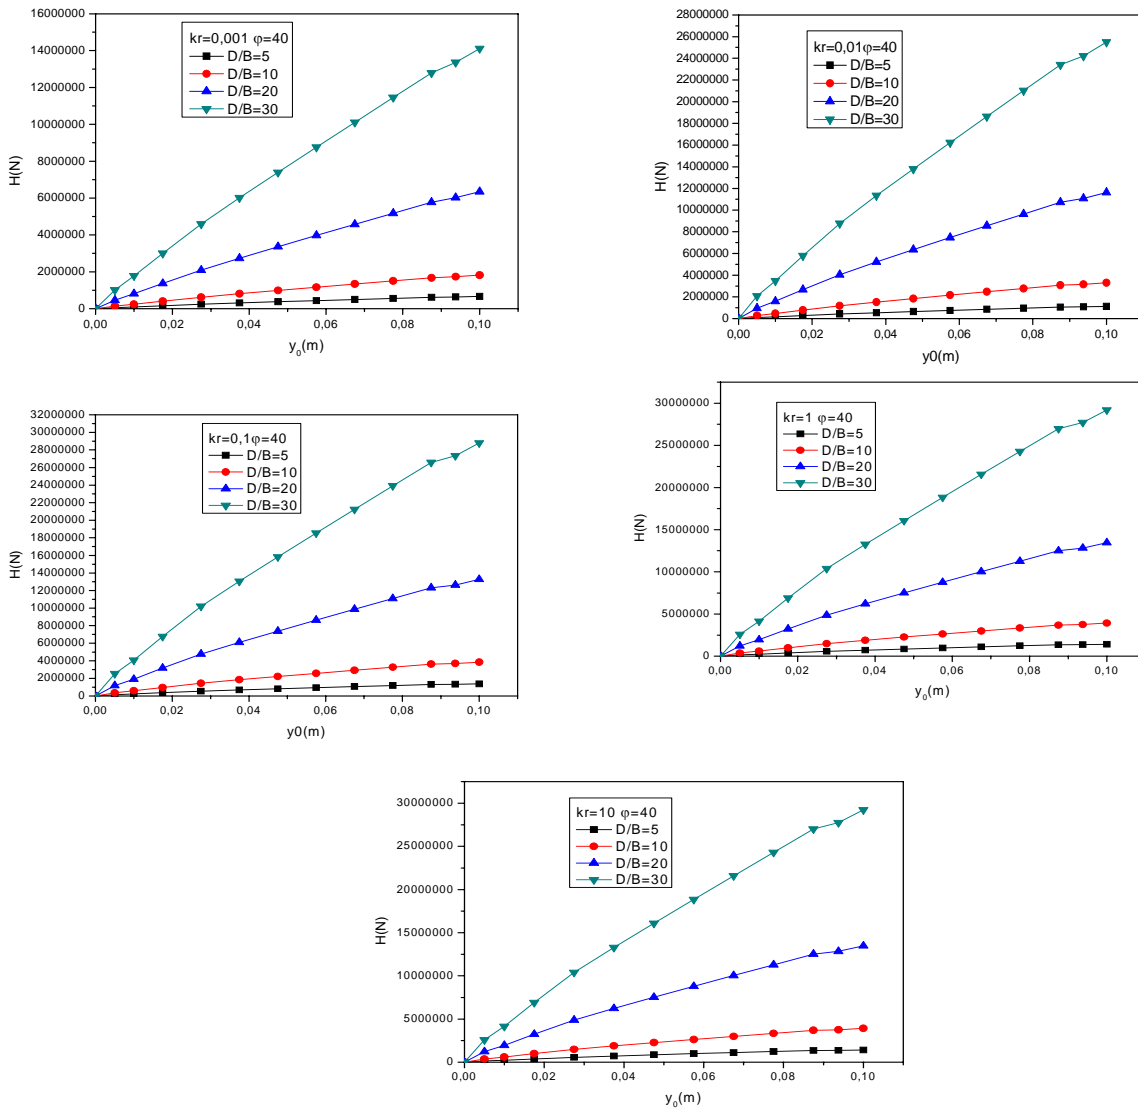 16000000
14000000
12000000
10000000
8000000
6000000
4000000
2000000
0
H(N)
kr=0,001 φ=40
D/B=5
D/B=10
D/B=20
D/B=30
0,00 0,02 0,04 0,06 0,08 0,10
y0(m)
28000000
26000000
24000000
22000000
20000000
18000000
16000000
14000000
12000000
10000000
8000000
6000000
4000000
2000000
0
H(N)
kr=0,01φ=40
D/B=5
D/B=10
D/B=20
D/B=30
0,00 0,02 0,04 0,06 0,08 0,10
y0(m)
32000000
30000000
28000000
26000000
24000000
22000000
20000000
18000000
16000000
14000000
12000000
10000000
8000000
6000000
4000000
2000000
0
H(N)
kr=0,1φ=40
D/B=5
D/B=10
D/B=20
D/B=30
0,00 0,02 0,04 0,06 0,08 0,10
y0(m)
30000000
25000000
20000000
15000000
10000000
5000000
0
H(N)
kr=1 φ=40
D/B=5
D/B=10
D/B=20
D/B=30
0,00 0,02 0,04 0,06 0,08 0,10
y0(m)
30000000
25000000
20000000
15000000
10000000
5000000
0
H(N)
kr=10 φ=40
D/B=5
D/B=10
D/B=20
D/B=30
0,00 0,02 0,04 0,06 0,08 0,10
y0(m)